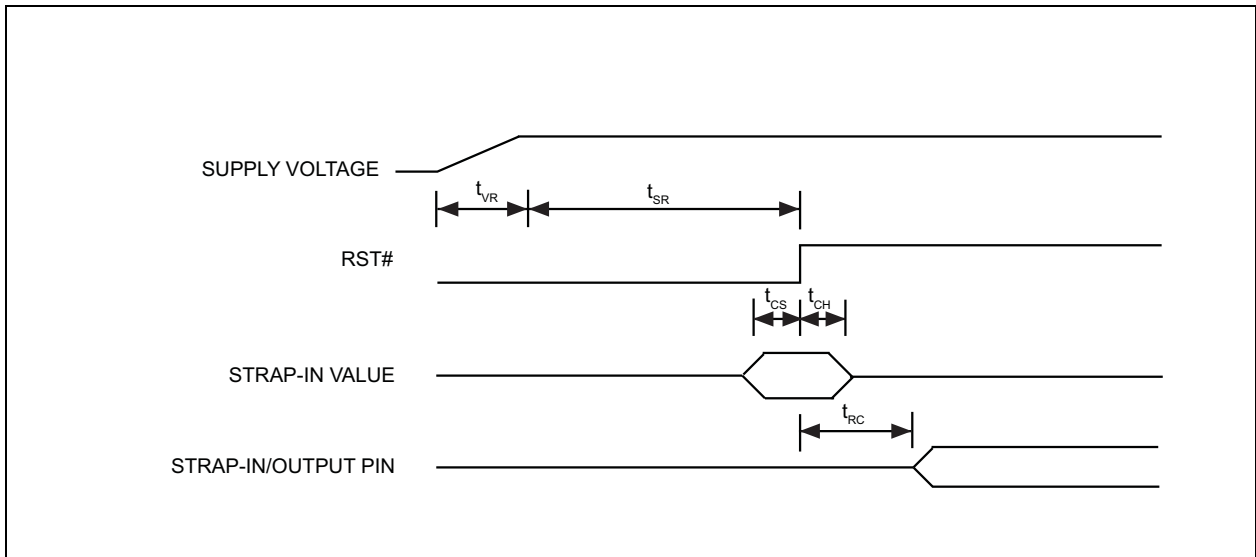 SUPPLY VOLTAGE
tVR
tSR
RST#
tCS
tCH
STRAP-IN VALUE
tRC
STRAP-IN/OUTPUT PIN